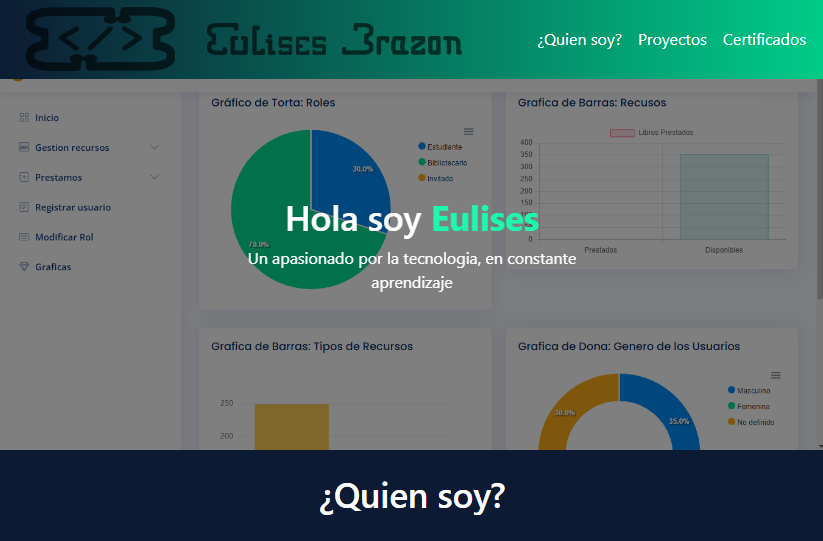 </> Eulises Brazon
¿Quien soy? Proyectos Certificados
Inicio
Gestion recursos
Prestamos
Registrar usuario
Modificar Rol
Graficas
Gráfico de Torta: Roles
30.0%
70.0%
Estudiante
Bibliotecario
Invitado
Grafica de Barras: Recusos
Libros Prestados
400
350
300
250
200
150
100
50
0
Prestados Disponibles
Hola soy Eulises
Un apasionado por la tecnologia, en constante
aprendizaje
Grafica de Barras: Tipos de Recursos
250
200
Grafica de Dona: Genero de los Usuarios
30.0%
35.0%
Masculino
Femenina
No definido
¿Quien soy?